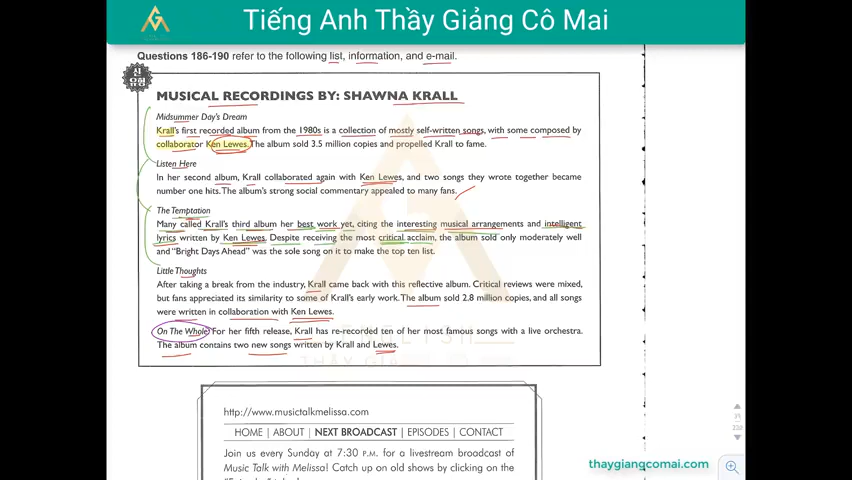 Tiếng Anh Thầy Giảng Cô Mai
Questions 186-190 refer to the following list, information, and e-mail.
MUSICAL RECORDINGS BY: SHAWNA KRALL
Midsummer Day's Dream
Krall's first recorded album from the 1980s is a collection of mostly self-written songs, with some composed by
collaborator Ken Lewes. The album sold 3.5 million copies and propelled Krall to fame.
Listen Here
In her second album, Krall collaborated again with Ken Lewes, and two songs they wrote together became
number one hits. The album's strong social commentary appealed to many fans.
The Temptation
Many called Krall's third album her best work yet, citing the interesting musical arrangements and intelligent
lyrics written by Ken Lewes. Despite receiving the most critical acclaim, the album sold only moderately well
and "Bright Days Ahead" was the sole song on it to make the top ten list.
Little Thoughts
After taking a break from the industry, Krall came back with this reflective album. Critical reviews were mixed,
but fans appreciated its similarity to some of Krall's early work. The album sold 2.8 million copies, and all songs
were written in collaboration with Ken Lewes.
On The Whole For her fifth release, Krall has re-recorded ten of her most famous songs with a live orchestra.
The album contains two new songs written by Krall and Lewes.
http://www.musictalkmelissa.com
HOME | ABOUT | NEXT BROADCAST | EPISODES | CONTACT
Join us every Sunday at 7:30 P.M. for a livestream broadcast of
Music Talk with Melissa! Catch up on old shows by clicking on the
thaygiangcomai.com